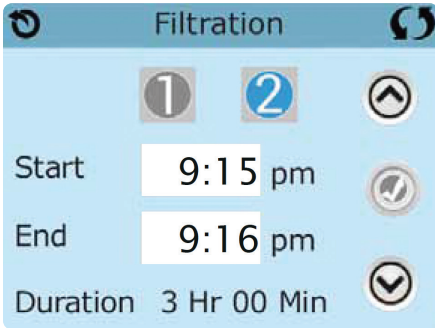 Filtration
1 2
Start 9:15 pm
End 9:16 pm
Duration 3 Hr 00 Min